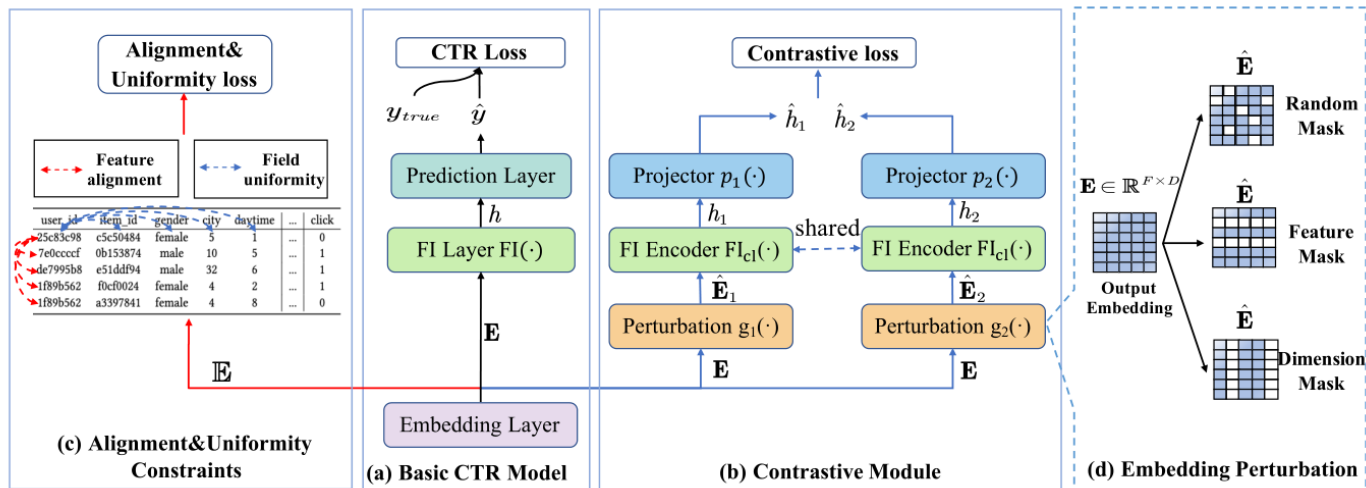 Alignment&
Uniformity loss
Feature
alignment
Field
uniformity
user_id item_id gender city daytime ... click
25c83c98 c5c50484 female 5 1 ... 0
7e0ccccf 0b153874 male 10 5 ... 1
de7995b8 e51ddf94 male 32 6 ... 1
1f89b562 f0cf0024 female 4 2 ... 1
1f89b562 a3397841 female 4 8 ... 0
𝔼
(c) Alignment&Uniformity
Constraints
CTR Loss
y_true ŷ
Prediction Layer
h
FI Layer FI(·)
E
Embedding Layer
(a) Basic CTR Model
Contrastive loss
ĥ₁ ĥ₂
Projector p₁(·) Projector p₂(·)
h₁ h₂
shared
FI Encoder FI_cl(·) FI Encoder FI_cl(·)
Ê₁ Ê₂
Perturbation g₁(·) Perturbation g₂(·)
E E
(b) Contrastive Module
Ê
Random
Mask
E ∈ ℝ^{F×D}
Output
Embedding
Ê
Feature
Mask
Ê
Dimension
Mask
(d) Embedding Perturbation